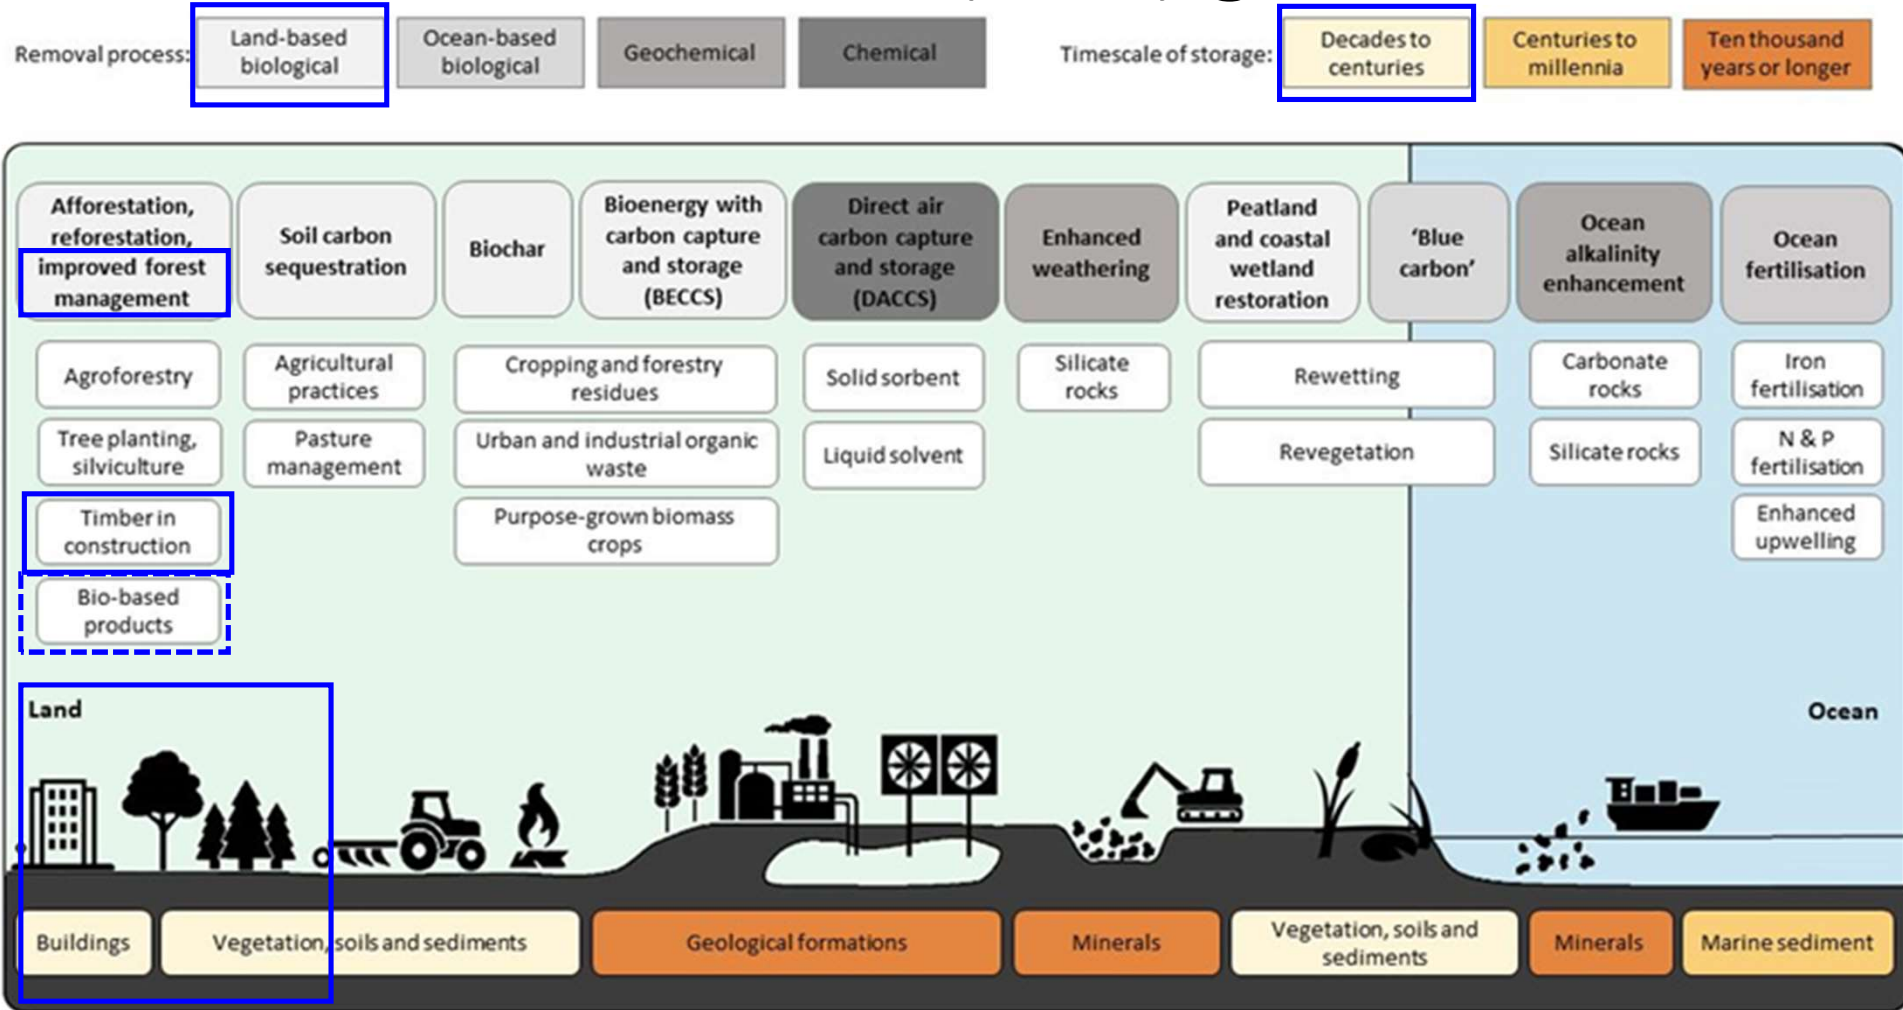 Removal process:
Land-based
biological
Ocean-based
biological
Geochemical
Chemical
Timescale of storage:
Decades to
centuries
Centuries to
millennia
Ten thousand
years or longer
Afforestation,
reforestation,
improved forest
management
Soil carbon
sequestration
Biochar
Bioenergy with
carbon capture
and storage
(BECCS)
Direct air
carbon capture
and storage
(DACCS)
Enhanced
weathering
Peatland
and coastal
wetland
restoration
‘Blue
carbon’
Ocean
alkalinity
enhancement
Ocean
fertilisation
Agroforestry
Tree planting,
silviculture
Timber in
construction
Bio-based
products
Agricultural
practices
Pasture
management
Cropping and forestry
residues
Urban and industrial organic
waste
Purpose-grown biomass
crops
Solid sorbent
Liquid solvent
Silicate
rocks
Rewetting
Revegetation
Carbonate
rocks
Silicate rocks
Iron
fertilisation
N & P
fertilisation
Enhanced
upwelling
Land
Ocean
Buildings
Vegetation, soils and sediments
Geological formations
Minerals
Vegetation, soils and
sediments
Minerals
Marine sediment